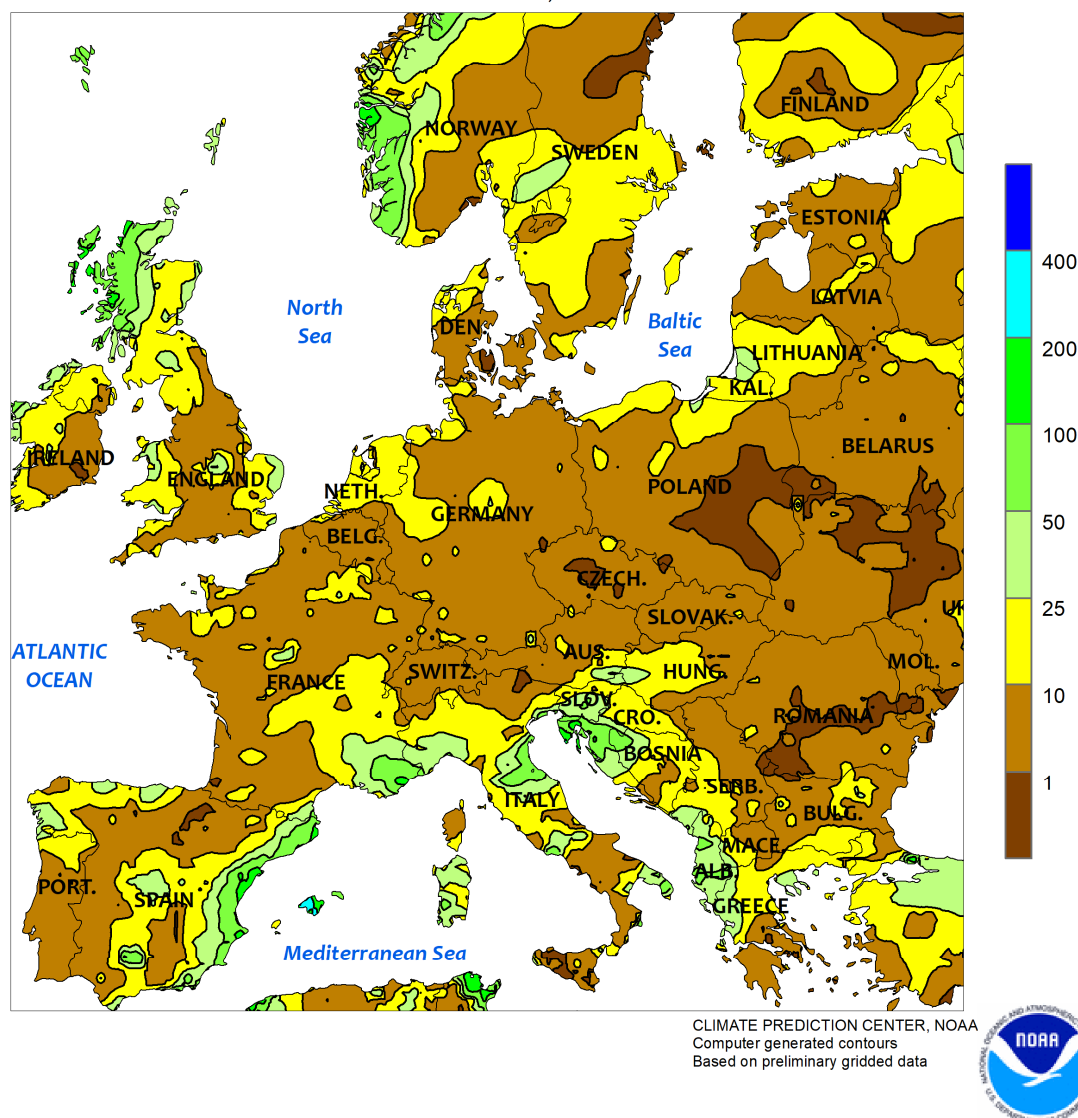 NORWAY
FINLAND
SWEDEN
ESTONIA
LATVIA
LITHUANIA
KAL.
North
Sea
Baltic
Sea
DEN.
IRELAND
ENGLAND
NETH.
GERMANY
POLAND
BELARUS
BELG.
CZECH.
SLOVAK.
UK
ATLANTIC
OCEAN
FRANCE
SWITZ.
AUS.
HUNG.
MOL.
SLOV.
CRO.
ROMANIA
BOSNIA
SERB.
ITALY
BULG.
MACE.
ALB.
PORT.
SPAIN
GREECE
Mediterranean Sea
400
200
100
50
25
10
1
CLIMATE PREDICTION CENTER, NOAA
Computer generated contours
Based on preliminary gridded data
NOAA